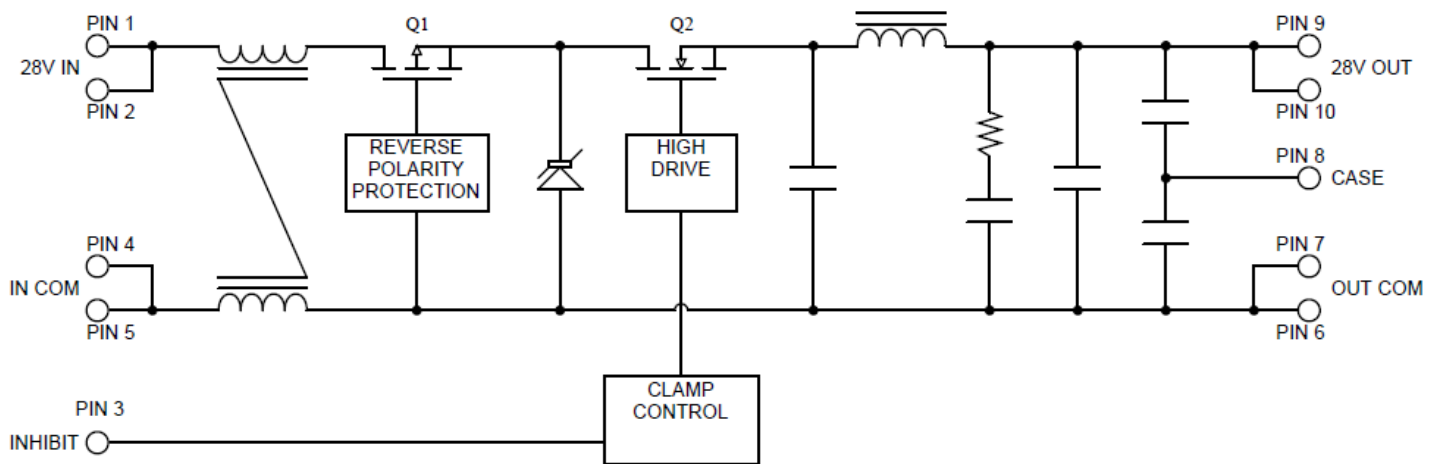 PIN 1
Q1
Q2
PIN 9
28V IN
28V OUT
PIN 2
PIN 10
REVERSE
POLARITY
PROTECTION
HIGH
DRIVE
PIN 8
CASE
PIN 4
PIN 7
IN COM
OUT COM
PIN 5
PIN 6
CLAMP
CONTROL
PIN 3
INHIBIT